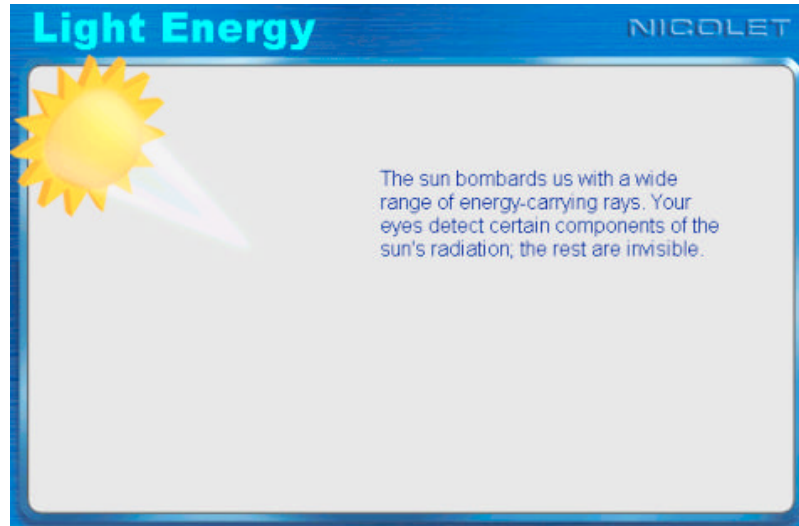 Light Energy
NICOLET
The sun bombards us with a wide
range of energy-carrying rays. Your
eyes detect certain components of the
sun's radiation; the rest are invisible.